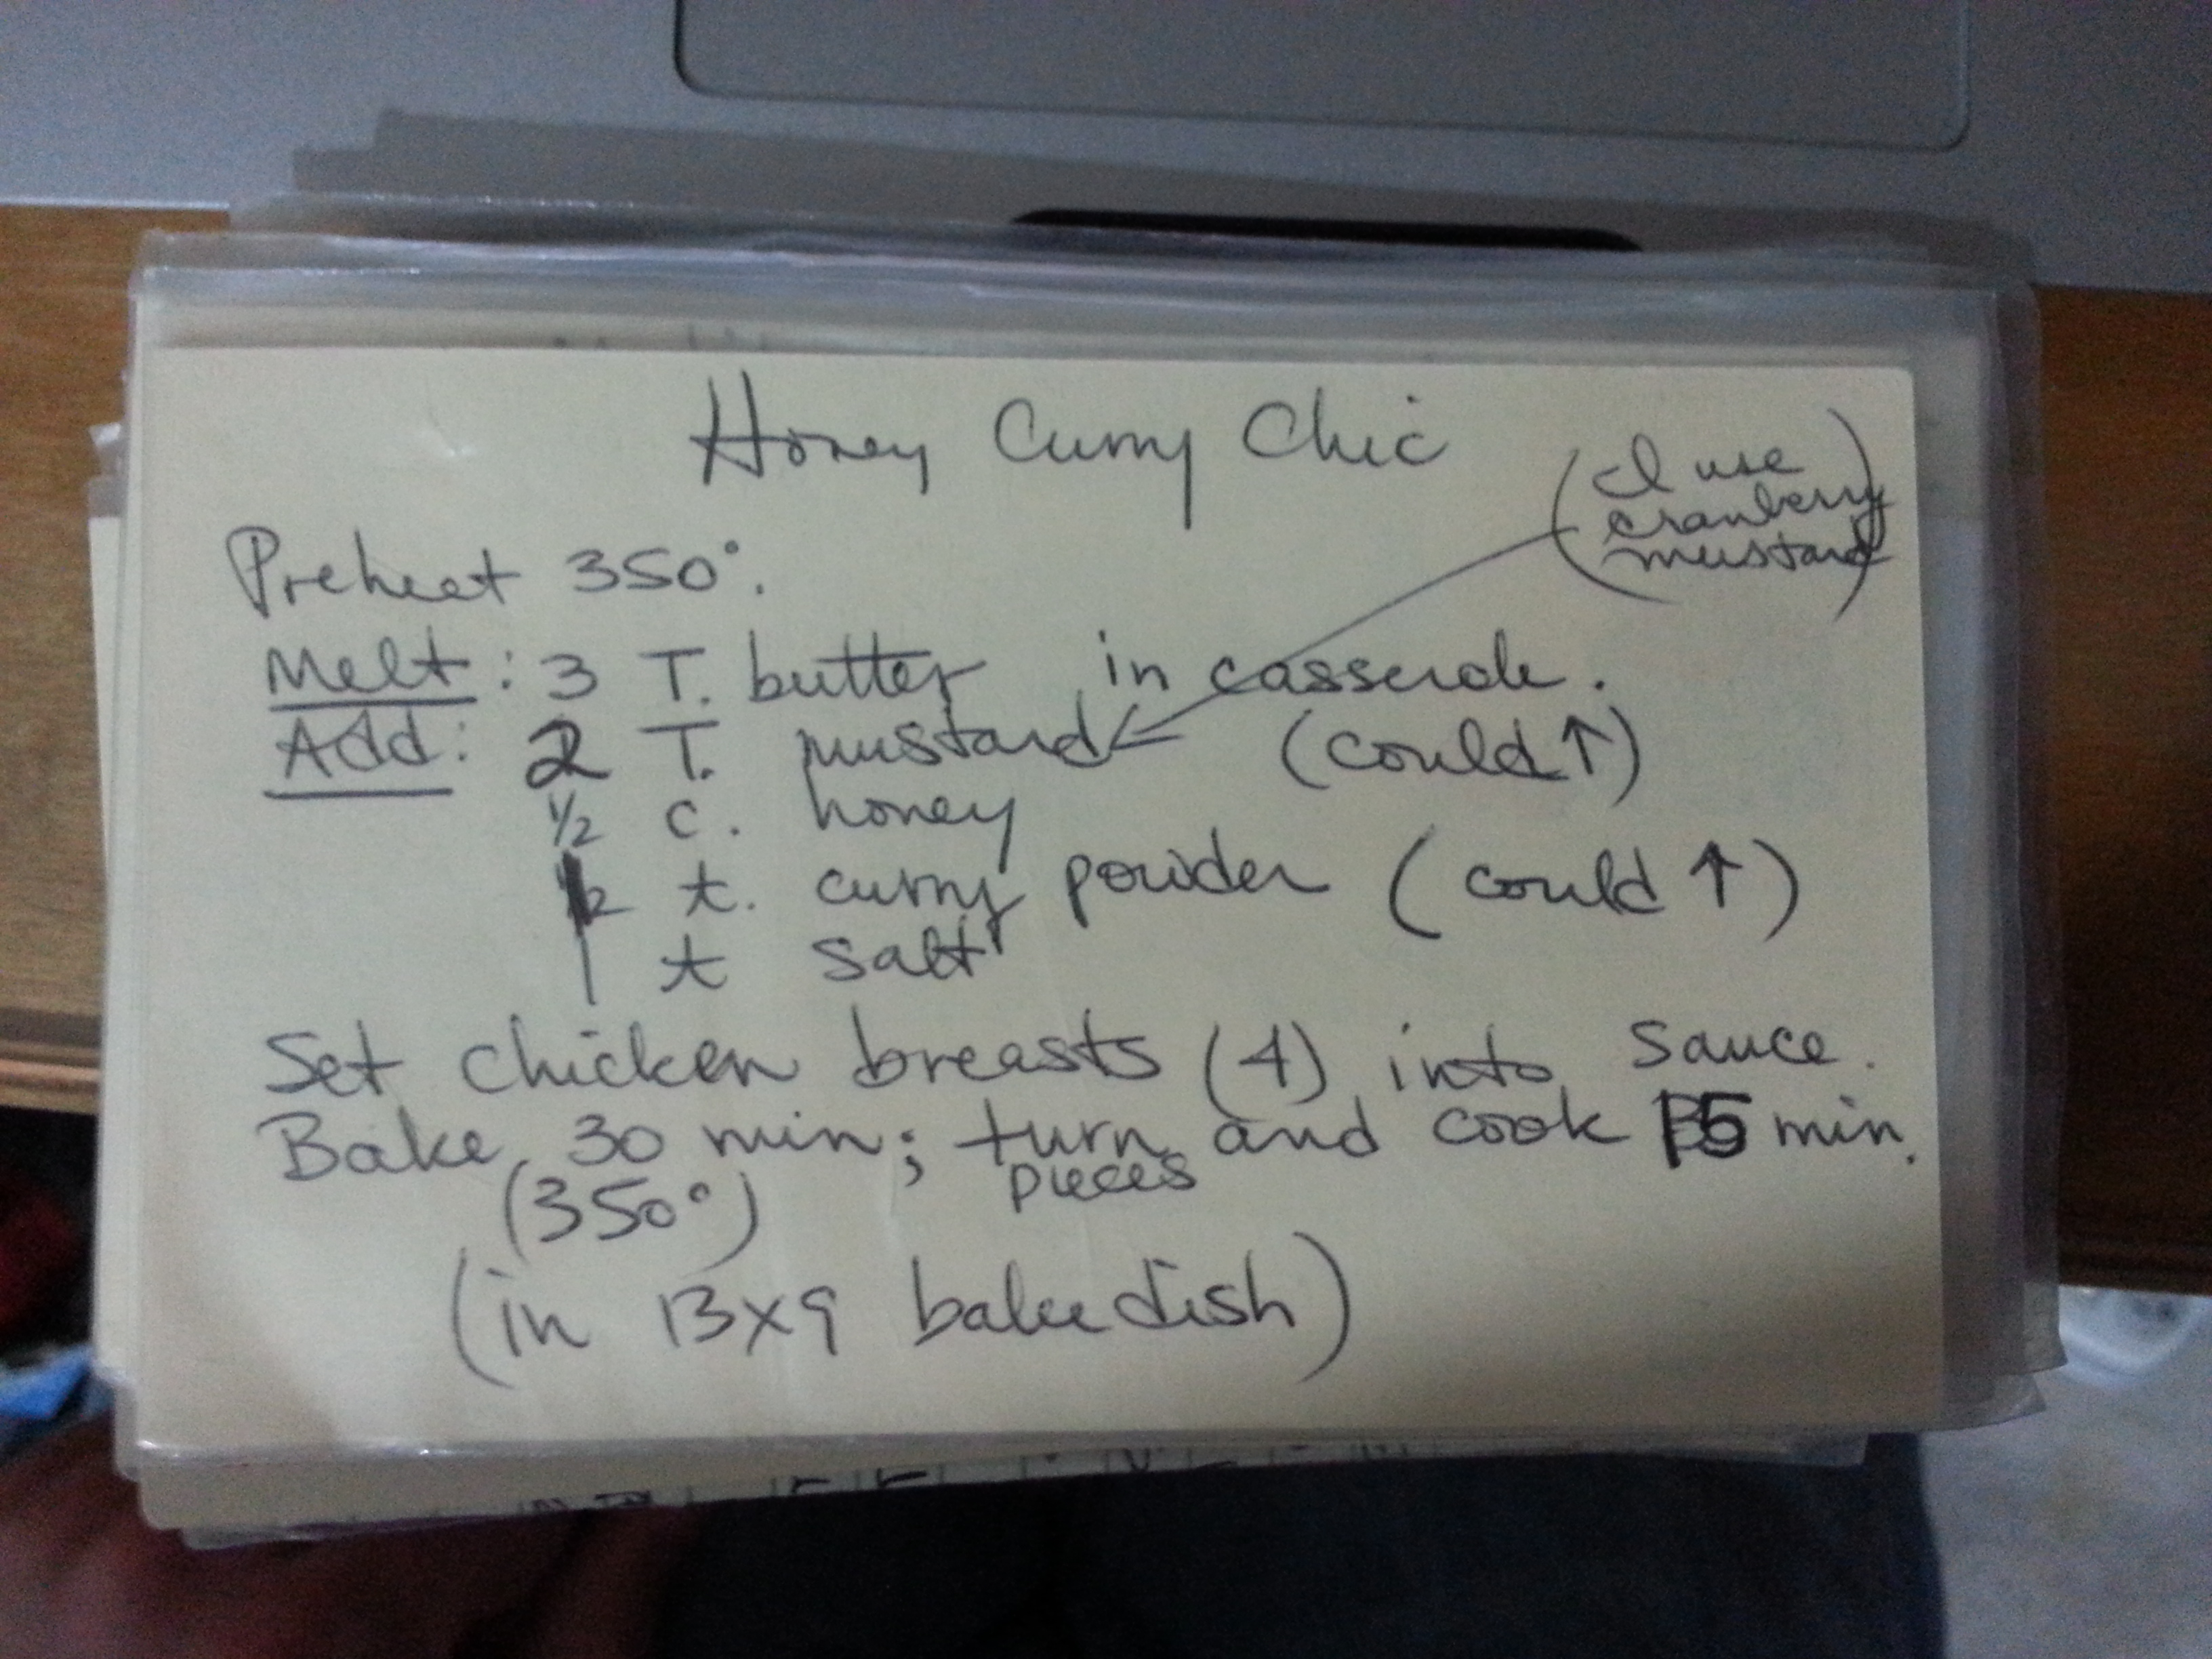 Honey Curry Chic
(I use
cranberry
mustard)
Preheat 350°.
Melt: 3 T. butter in casserole.
Add: 2 T. mustard (could ↑)
1/2 c. honey
t. curry powder (could ↑)
1 t salt
Set chicken breasts (4) into sauce.
Bake 30 min; turn and cook 15 min.
(350°) pieces
(in 13x9 bake dish)